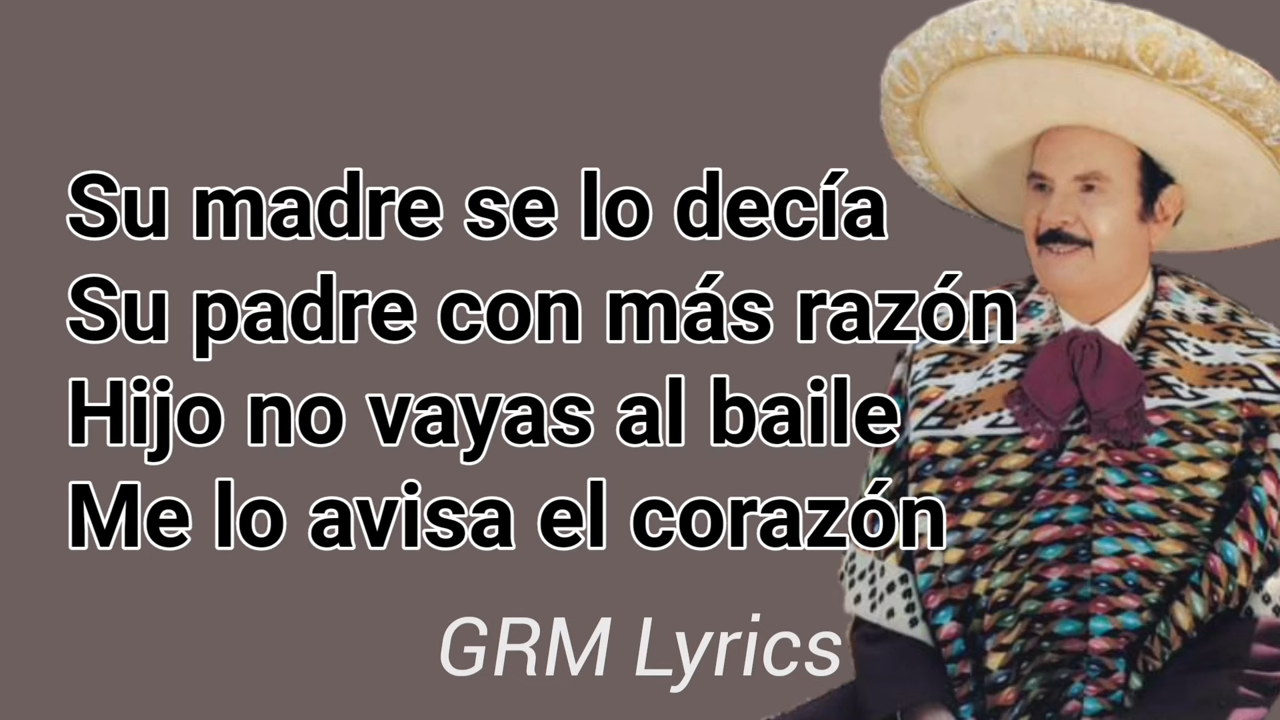 Su madre se lo decía
Su padre con más razón
Hijo no vayas al baile
Me lo avisa el corazón
GRM Lyrics